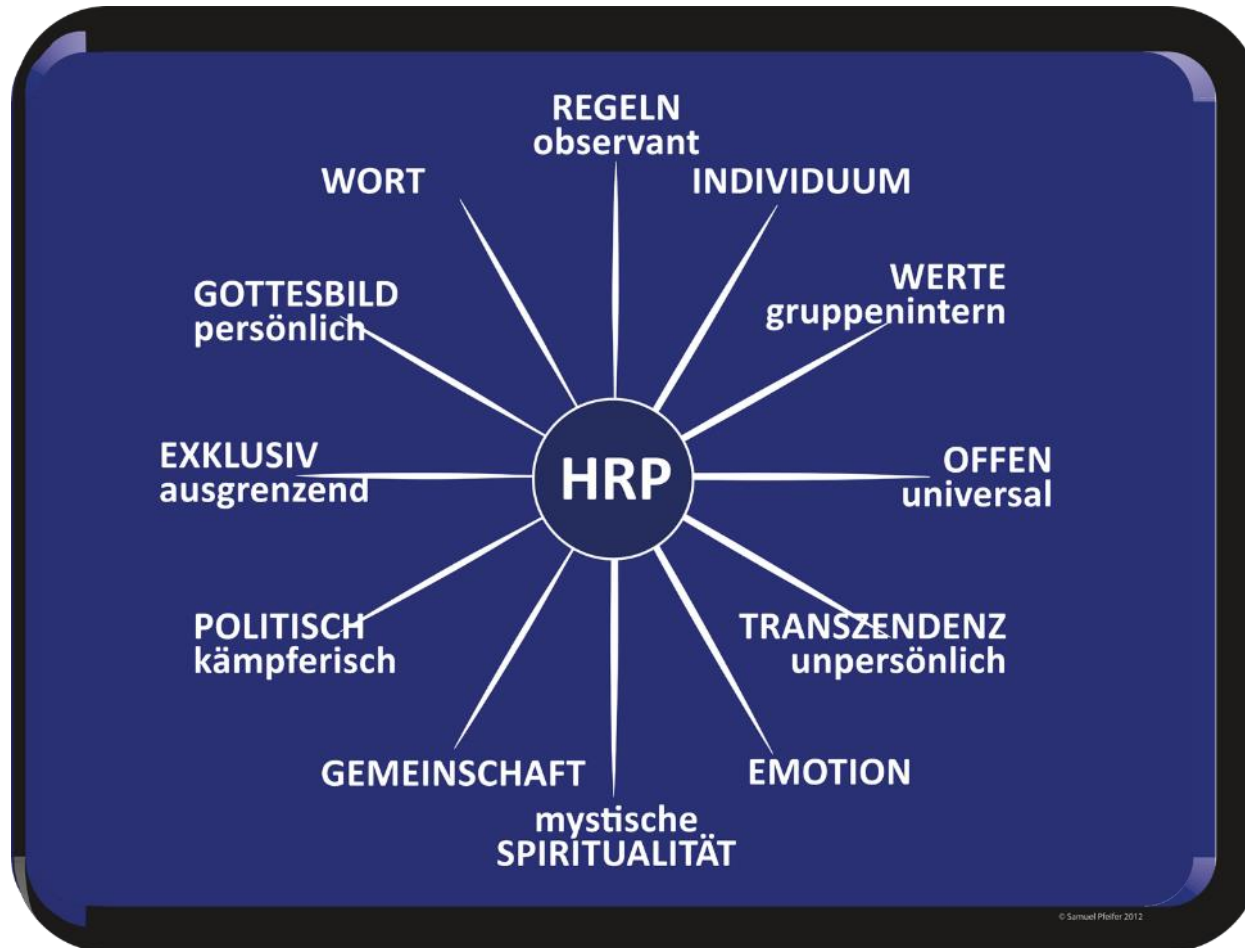 REGELN
observant
WORT
INDIVIDUUM
GOTTESBILD
persönlich
WERTE
gruppenintern
EXKLUSIV
ausgrenzend
HRP
OFFEN
universal
POLITISCH
kämpferisch
TRANSZENDENZ
unpersönlich
GEMEINSCHAFT
EMOTION
mystische
SPIRITUALITÄT
© Samuel Pfeifer 2012